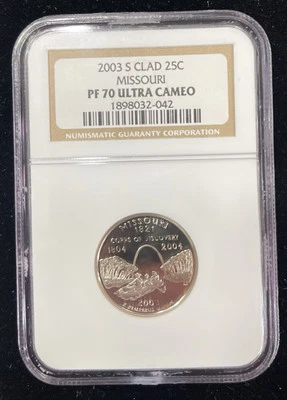 2003 S CLAD 25C
MISSOURI
PF 70 ULTRA CAMEO
1898032-042
NUMISMATIC GUARANTY CORPORATION
MISSOURI
1821
CORPS OF DISCOVERY
1804 2004
2003